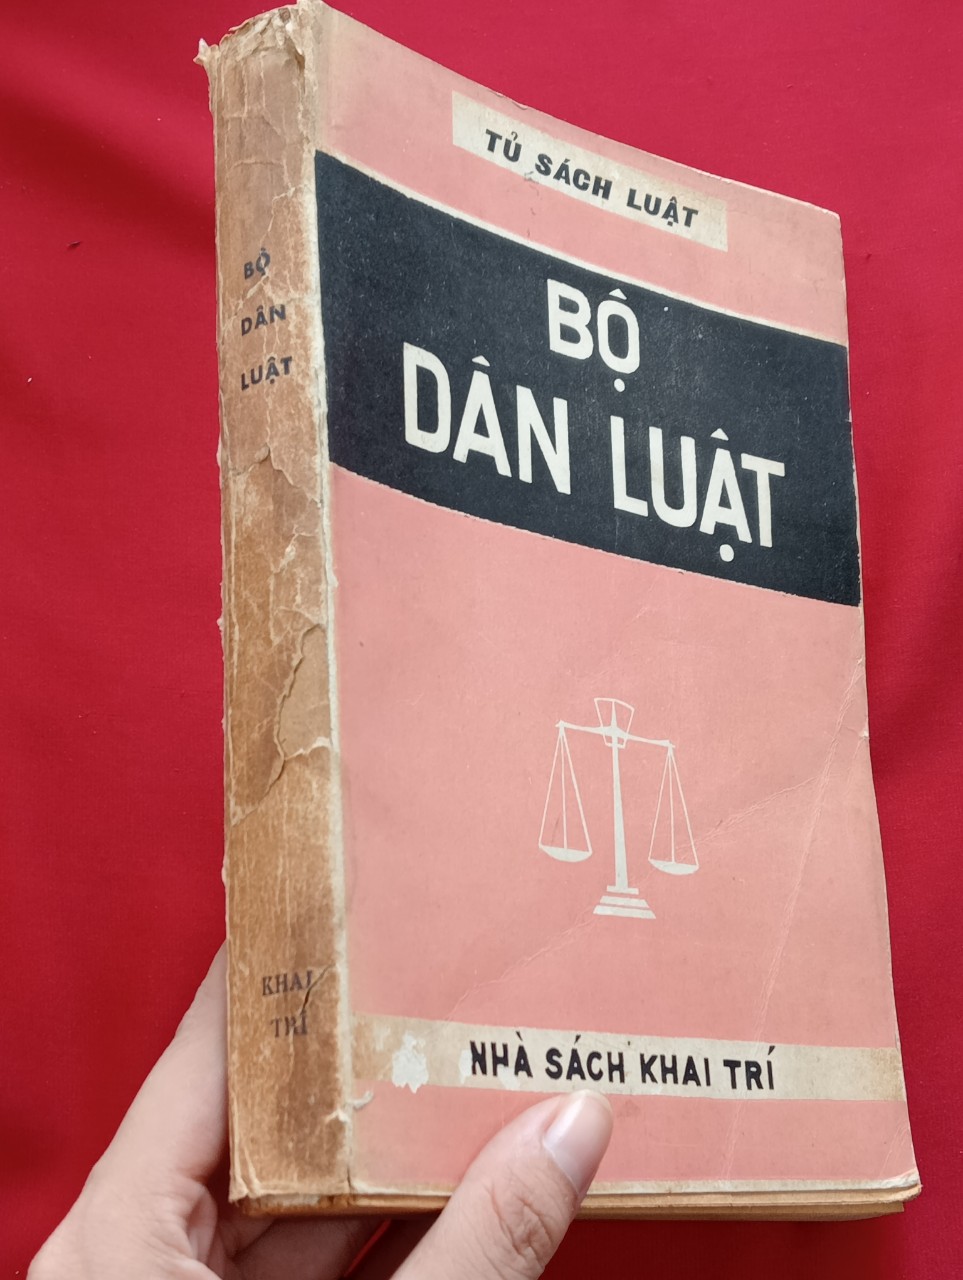 TỦ SÁCH LUẬT
BỘ
DÂN LUẬT
NHÀ SÁCH KHAI TRÍ
BỘ
DÂN
LUẬT
KHAI
TRÍ